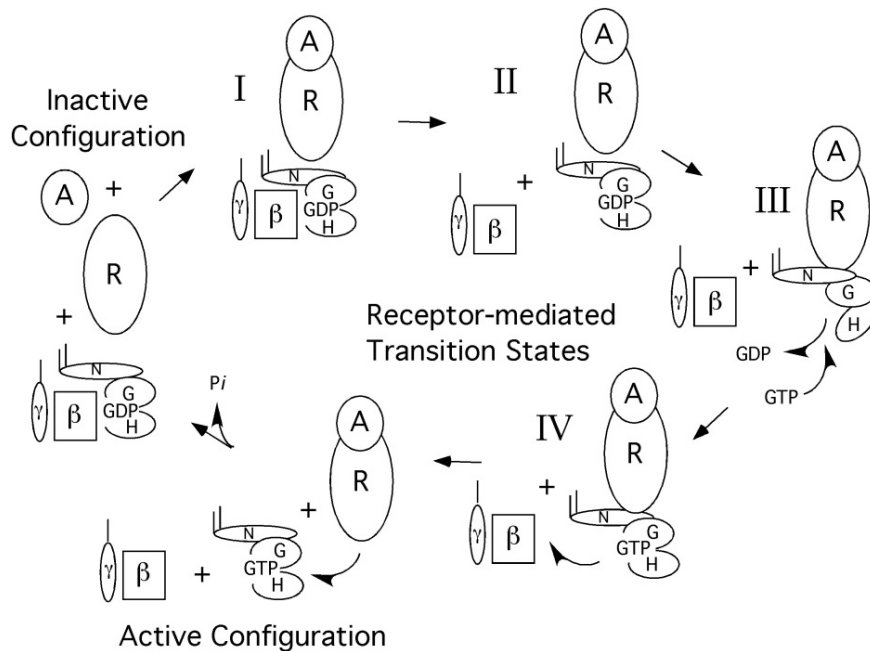 Inactive
Configuration
A
+
R
+
N
G
GDP
H
γ
β
I
A
R
N
G
GDP
H
γ
β
II
A
R
N
G
GDP
H
+
γ
β
III
A
R
N
G
H
+
γ
β
GDP
GTP
Receptor-mediated
Transition States
IV
A
R
N
G
GTP
H
+
γ
β
A
R
+
N
G
GTP
H
+
γ
β
Pi
Active Configuration